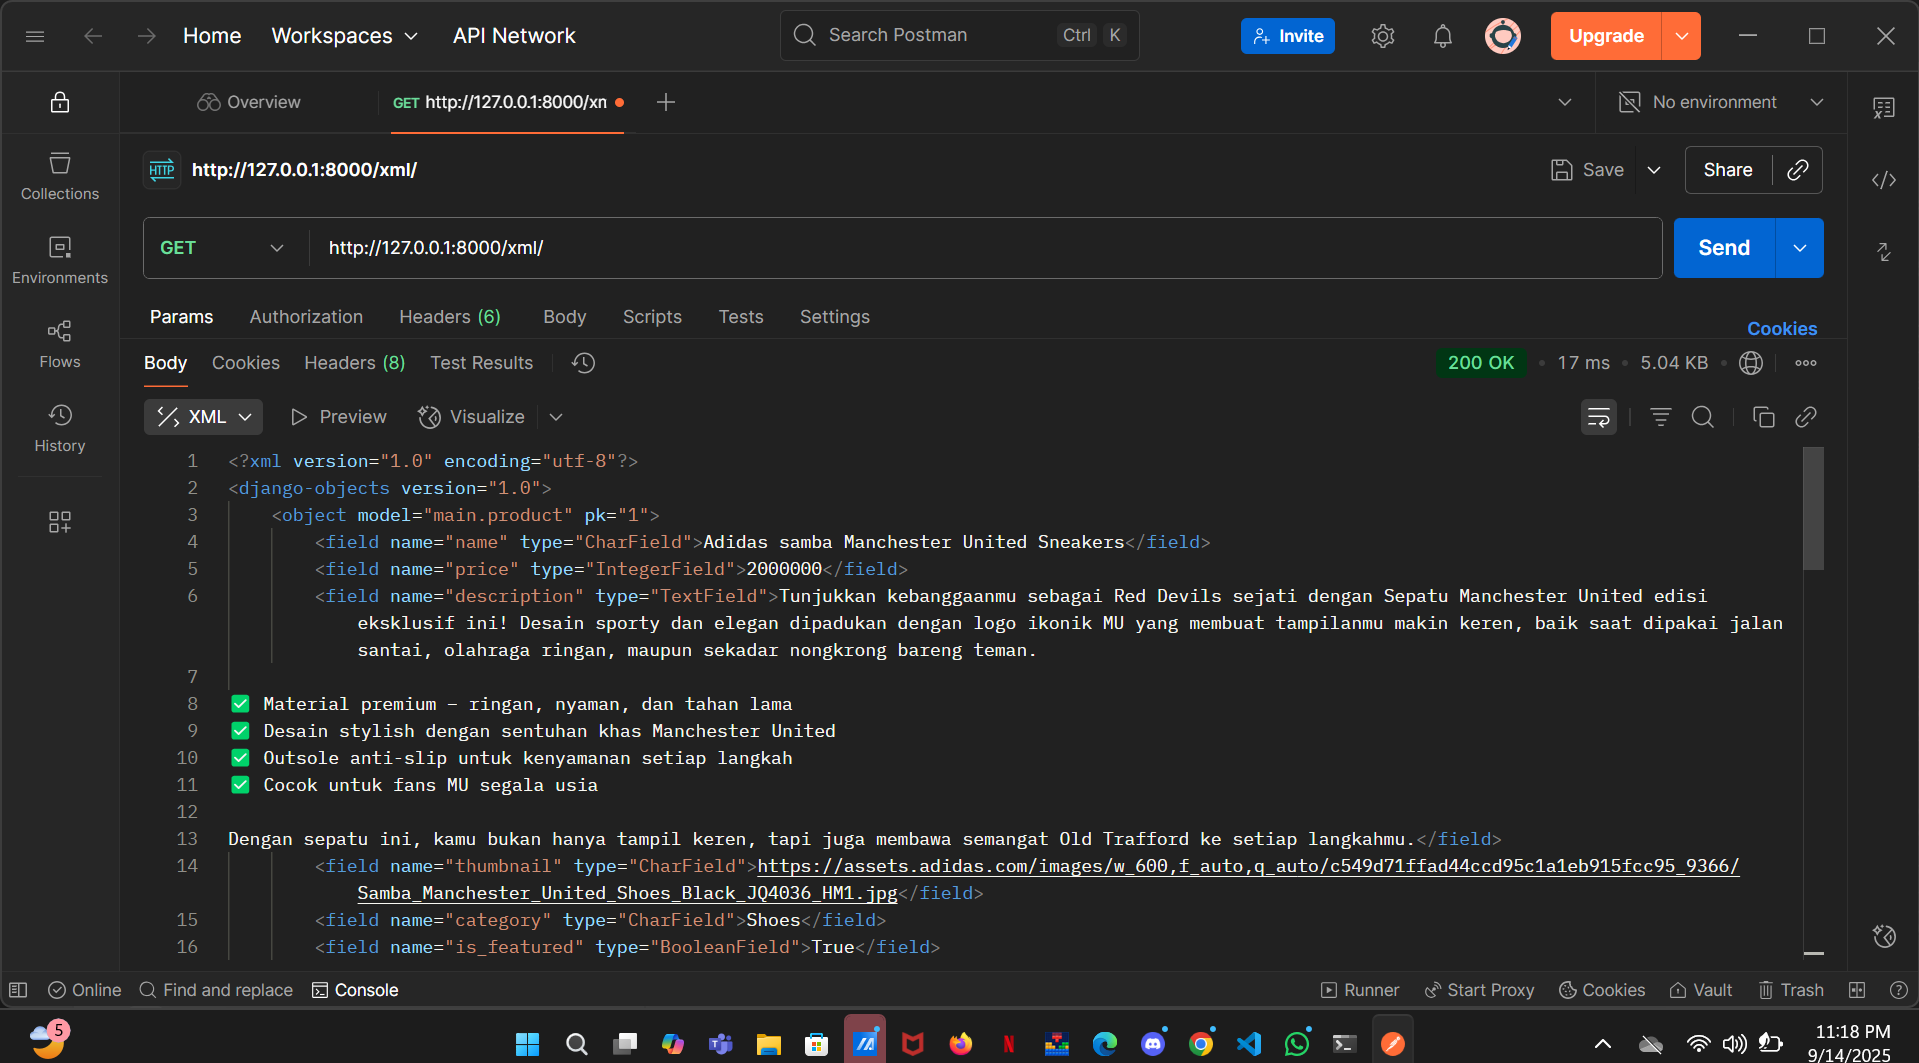 Home Workspaces API Network Search Postman Ctrl K Invite Upgrade
Overview GET http://127.0.0.1:8000/xn No environment
HTTP http://127.0.0.1:8000/xml/ Save Share
GET http://127.0.0.1:8000/xml/ Send
Collections
Environments
Flows
History
Params Authorization Headers (6) Body Scripts Tests Settings Cookies
Body Cookies Headers (8) Test Results 200 OK • 17 ms • 5.04 KB •
XML Preview Visualize
1 <?xml version="1.0" encoding="utf-8"?>
2 <django-objects version="1.0">
3 <object model="main.product" pk="1">
4 <field name="name" type="CharField">Adidas samba Manchester United Sneakers</field>
5 <field name="price" type="IntegerField">2000000</field>
6 <field name="description" type="TextField">Tunjukkan kebanggaanmu sebagai Red Devils sejati dengan Sepatu Manchester United edisi
eksklusif ini! Desain sporty dan elegan dipadukan dengan logo ikonik MU yang membuat tampilanmu makin keren, baik saat dipakai jalan
santai, olahraga ringan, maupun sekadar nongkrong bareng teman.
7
8 ✅ Material premium – ringan, nyaman, dan tahan lama
9 ✅ Desain stylish dengan sentuhan khas Manchester United
10 ✅ Outsole anti-slip untuk kenyamanan setiap langkah
11 ✅ Cocok untuk fans MU segala usia
12
13 Dengan sepatu ini, kamu bukan hanya tampil keren, tapi juga membawa semangat Old Trafford ke setiap langkahmu.</field>
14 <field name="thumbnail" type="CharField">https://assets.adidas.com/images/w_600,f_auto,q_auto/c549d71ffad44ccd95c1a1eb915fcc95_9366/
Samba_Manchester_United_Shoes_Black_JQ4036_HM1.jpg</field>
15 <field name="category" type="CharField">Shoes</field>
16 <field name="is_featured" type="BooleanField">True</field>
Online Find and replace Console Runner Start Proxy Cookies Vault Trash
5
11:18 PM
9/14/2025